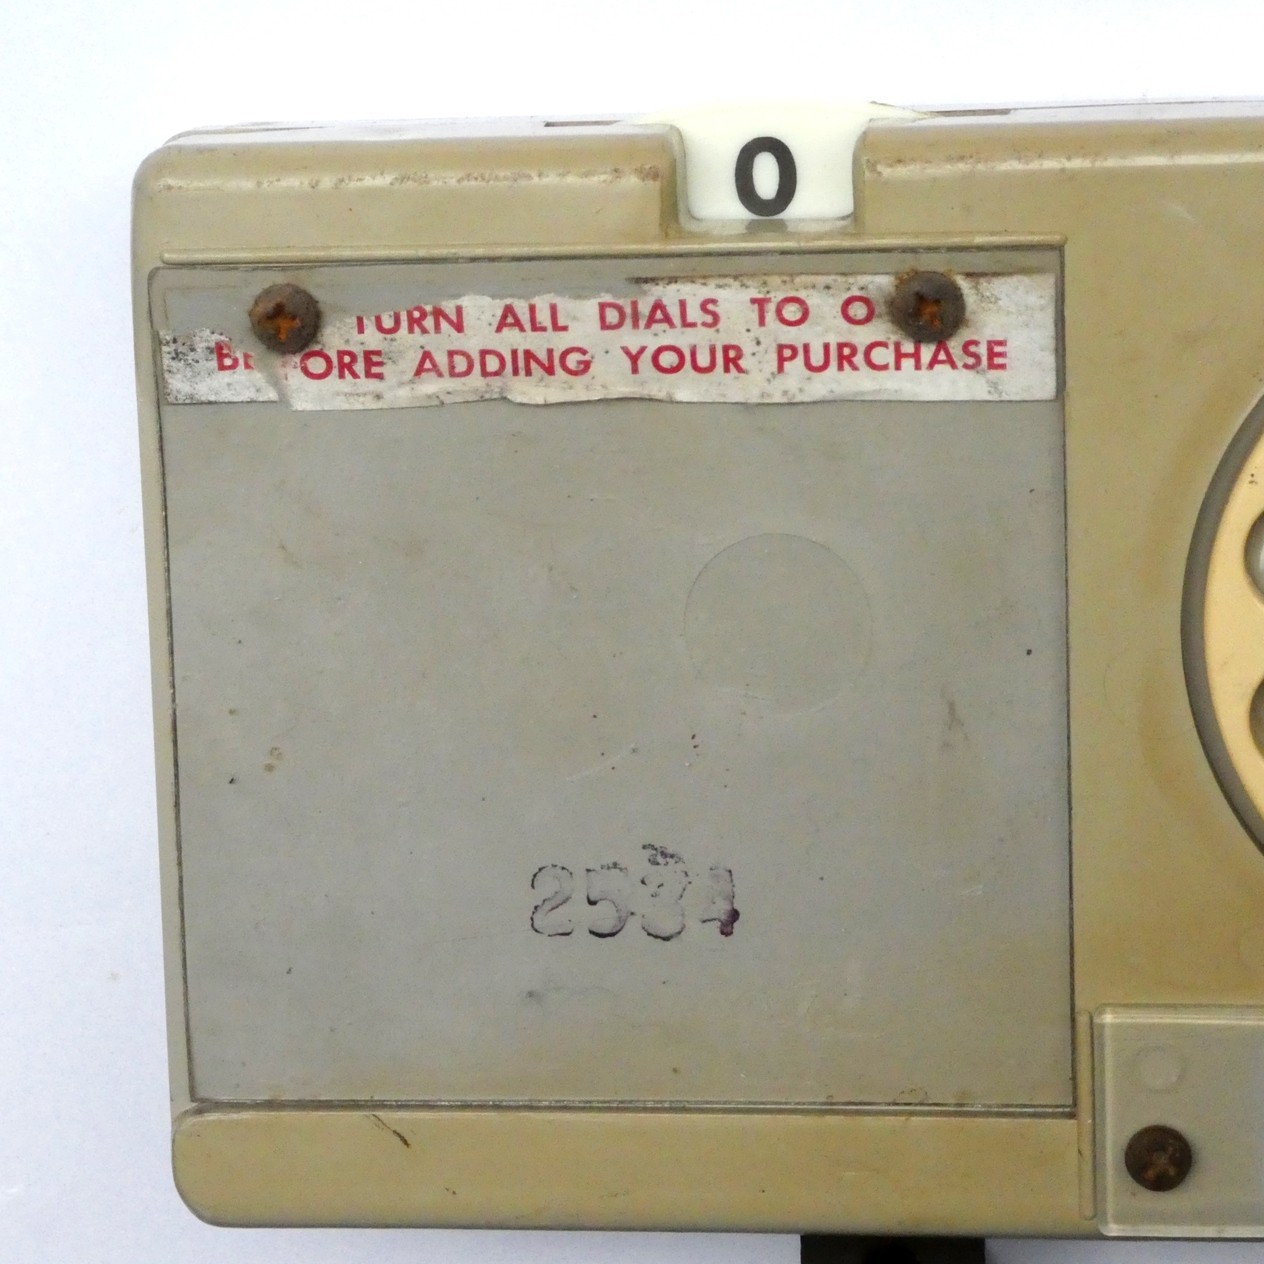 0
TURN ALL DIALS TO O
BEFORE ADDING YOUR PURCHASE
2534